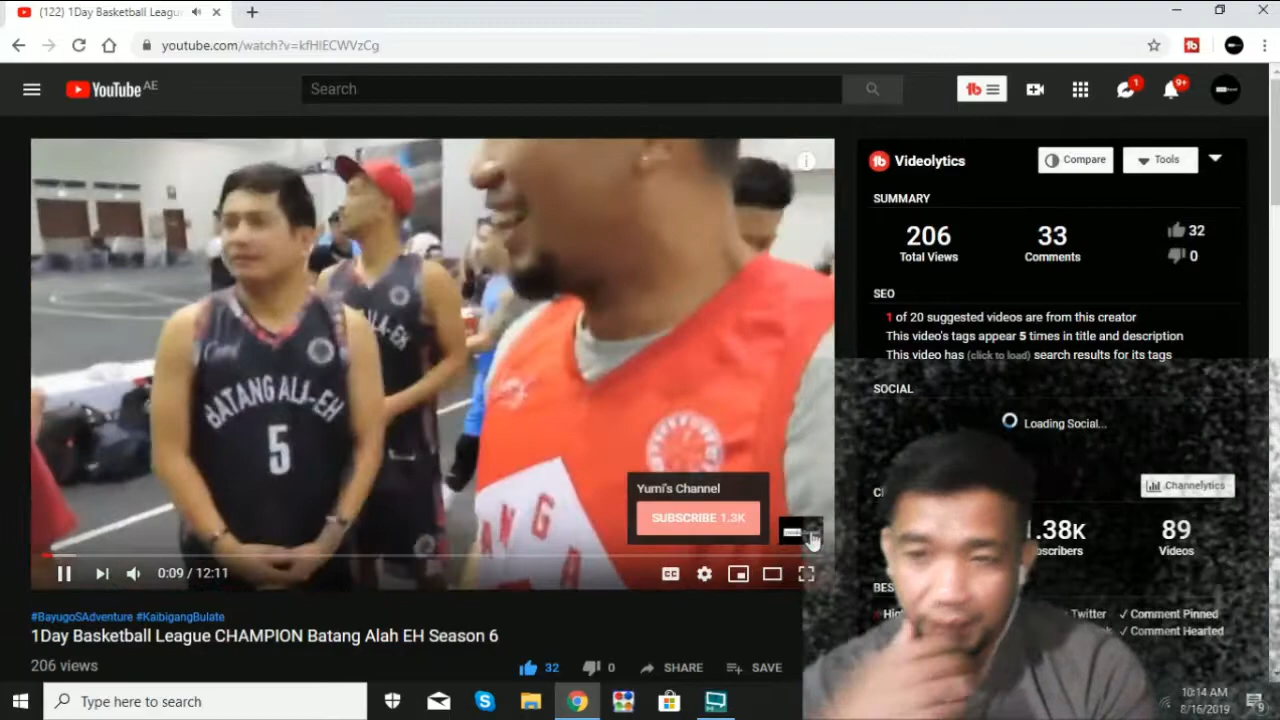 (122) 1Day Basketball Leagu
youtube.com/watch?v=kfHIECWVzCg
YouTube AE
Search
1
9+
Videolytics
Compare
Tools
SUMMARY
206
Total Views
33
Comments
32
0
SEO
1 of 20 suggested videos are from this creator
This video's tags appear 5 times in title and description
This video has (click to load) search results for its tags
SOCIAL
Loading Social...
Channelytics
1.38K
89
Videos
Twitter
✓ Comment Pinned
✓ Comment Hearted
BATANG ALI-EH
5
Yumi's Channel
SUBSCRIBE 1.3K
0:09 / 12:11
#BayugoSAdventure #KaibigangBulate
1Day Basketball League CHAMPION Batang Alah EH Season 6
206 views
32
0
SHARE
SAVE
Type here to search
10:14 AM
8/16/2019